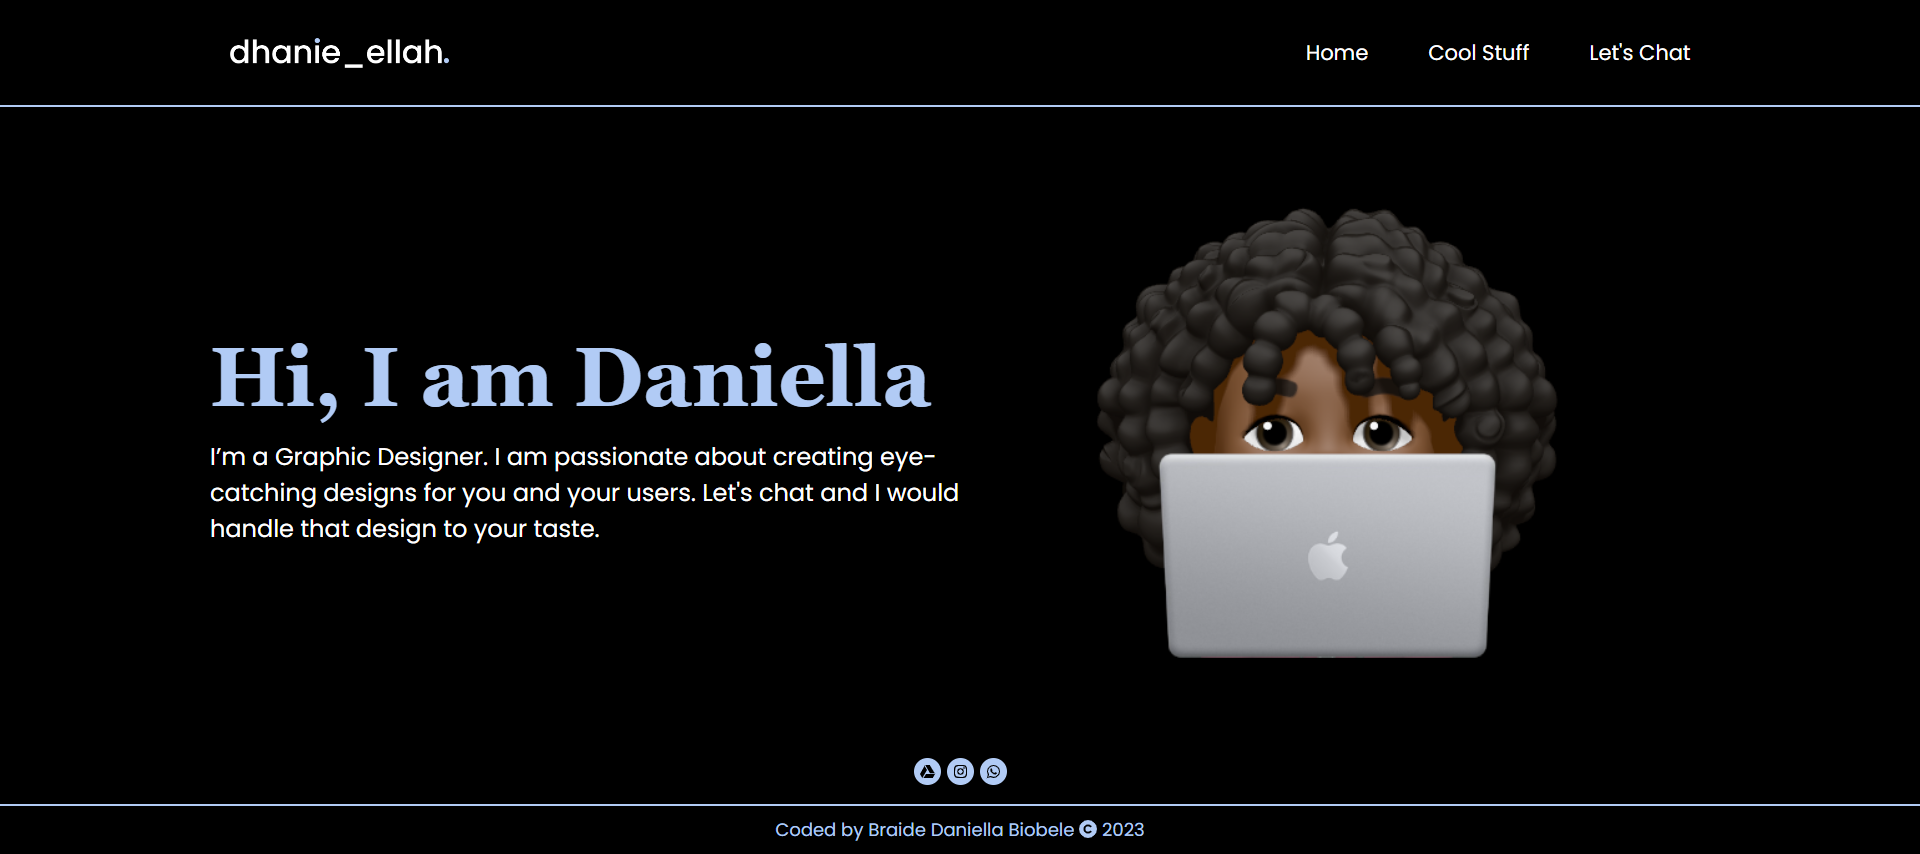 dhanie_ellah.
Home
Cool Stuff
Let's Chat
Hi, I am Daniella
I’m a Graphic Designer. I am passionate about creating eye-
catching designs for you and your users. Let's chat and I would
handle that design to your taste.
Coded by Braide Daniella Biobele © 2023